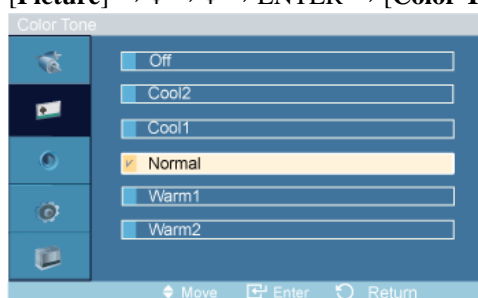 [Picture] → → → ENTER → [Color T
Color Tone
Off
Cool2
Cool1
Normal
Warm1
Warm2
Move Enter Return